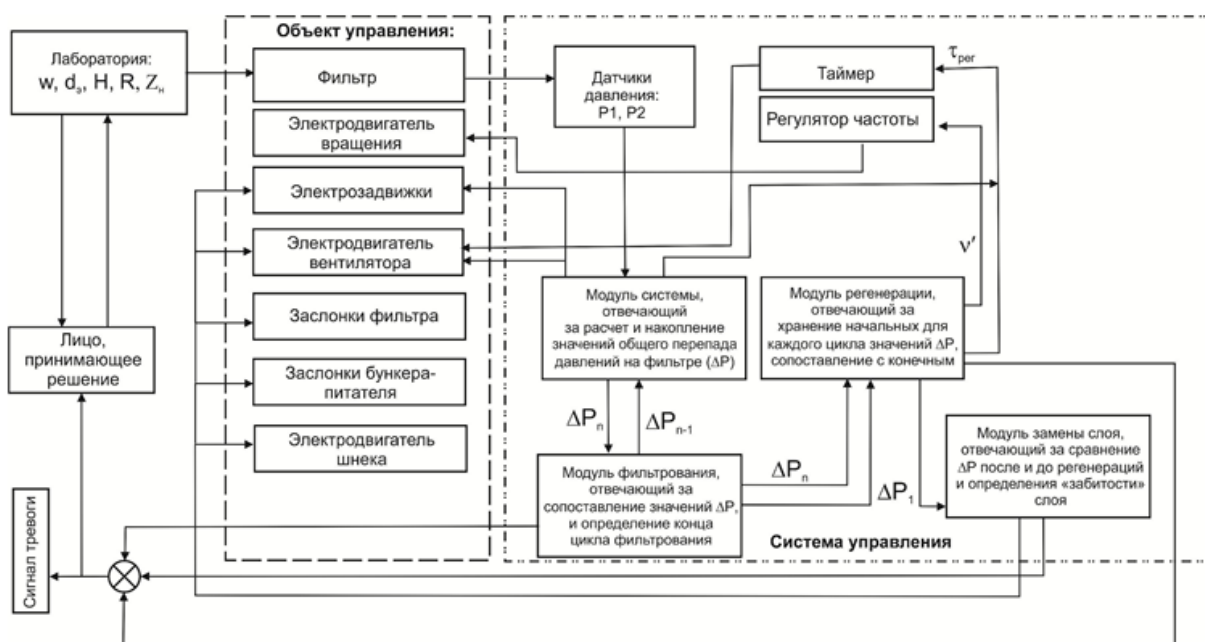 Лаборатория:
w, dэ, H, R, Zн
Лицо,
принимающее
решение
Сигнал тревоги
Объект управления:
Фильтр
Электродвигатель
вращения
Электрозадвижки
Электродвигатель
вентилятора
Заслонки фильтра
Заслонки бункера-
питателя
Электродвигатель
шнека
Датчики
давления:
P1, P2
Таймер
τрег
Регулятор частоты
ν′
Модуль системы,
отвечающий
за расчет и накопление
значений общего перепада
давлений на фильтре (ΔP)
Модуль регенерации,
отвечающий за
хранение начальных для
каждого цикла значений ΔP,
сопоставление с конечным
ΔPn
ΔPn-1
Модуль фильтрования,
отвечающий за
сопоставление значений ΔP,
и определение конца
цикла фильтрования
ΔPn
ΔP1
Модуль замены слоя,
отвечающий за сравнение
ΔP после и до регенераций
и определения «забитости»
слоя
Система управления